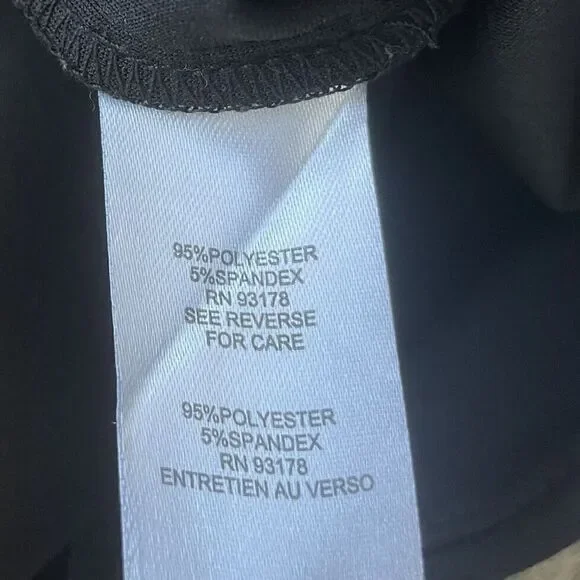 95%POLYESTER
5%SPANDEX
RN 93178
SEE REVERSE
FOR CARE
95%POLYESTER
5%SPANDEX
RN 93178
ENTRETIEN AU VERSO